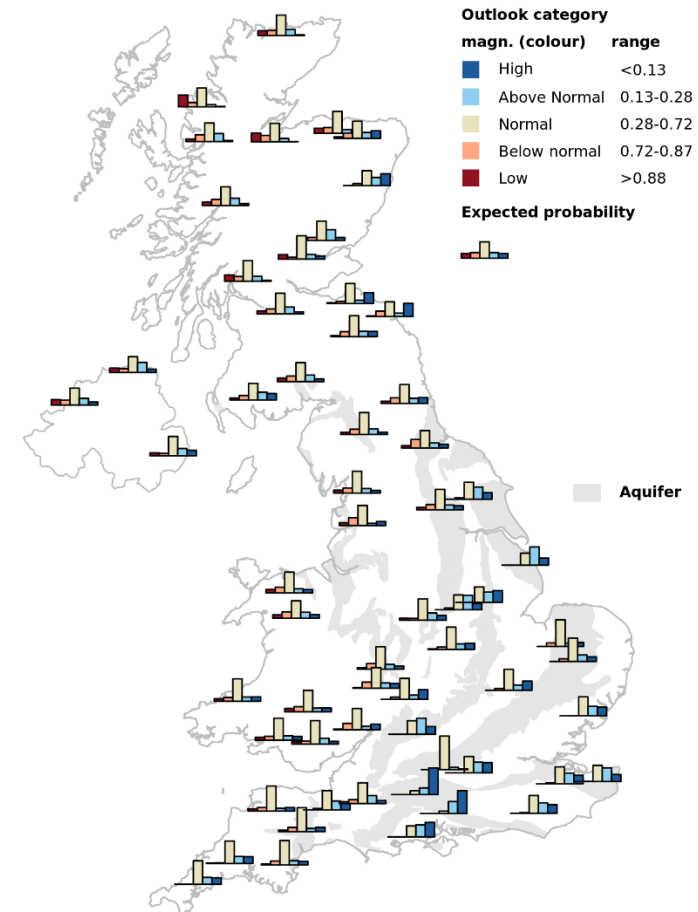 Outlook category
magn. (colour) range
High <0.13
Above Normal 0.13-0.28
Normal 0.28-0.72
Below normal 0.72-0.87
Low >0.88
Expected probability
Aquifer